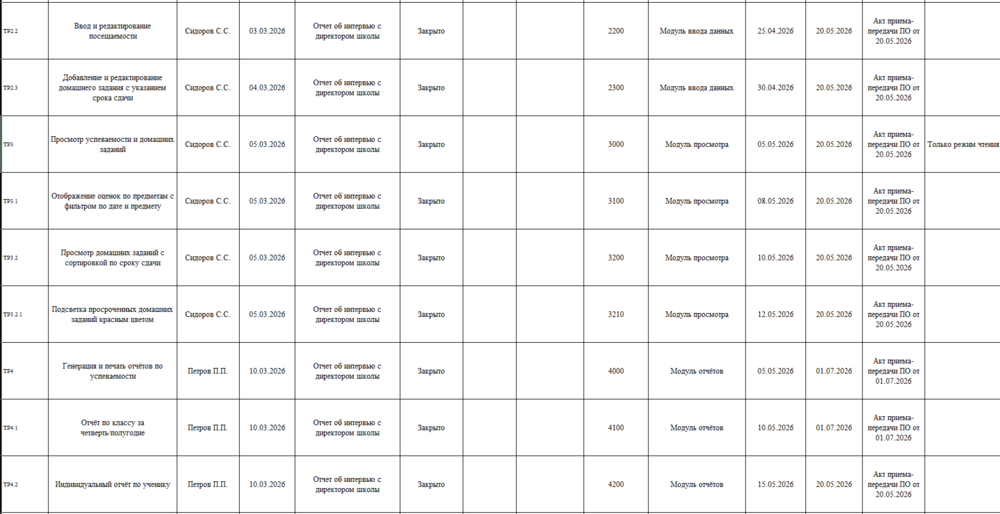 ТР2.2
Ввод и редактирование
посещаемости
Сидоров С.С.
03.03.2026
Отчет об интервью с
директором школы
Закрыто
2200
Модуль ввода данных
25.04.2026
20.05.2026
Акт приема-
передачи ПО от
20.05.2026
ТР2.3
Добавление и редактирование
домашнего задания с указанием
срока сдачи
Сидоров С.С.
04.03.2026
Отчет об интервью с
директором школы
Закрыто
2300
Модуль ввода данных
30.04.2026
20.05.2026
Акт приема-
передачи ПО от
20.05.2026
ТР3
Просмотр успеваемости и домашних
заданий
Сидоров С.С.
05.03.2026
Отчет об интервью с
директором школы
Закрыто
3000
Модуль просмотра
05.05.2026
20.05.2026
Акт приема-
передачи ПО от
20.05.2026
Только режим чтения
ТР3.1
Отображение оценок по предметам с
фильтром по дате и предмету
Сидоров С.С.
05.03.2026
Отчет об интервью с
директором школы
Закрыто
3100
Модуль просмотра
08.05.2026
20.05.2026
Акт приема-
передачи ПО от
20.05.2026
ТР3.2
Просмотр домашних заданий с
сортировкой по сроку сдачи
Сидоров С.С.
05.03.2026
Отчет об интервью с
директором школы
Закрыто
3200
Модуль просмотра
10.05.2026
20.05.2026
Акт приема-
передачи ПО от
20.05.2026
ТР3.2.1
Подсветка просроченных домашних
заданий красным цветом
Сидоров С.С.
05.03.2026
Отчет об интервью с
директором школы
Закрыто
3210
Модуль просмотра
12.05.2026
20.05.2026
Акт приема-
передачи ПО от
20.05.2026
ТР4
Генерация и печать отчётов по
успеваемости
Петров П.П.
10.03.2026
Отчет об интервью с
директором школы
Закрыто
4000
Модуль отчётов
05.05.2026
01.07.2026
Акт приема-
передачи ПО от
01.07.2026
ТР4.1
Отчёт по классу за
четверть/полугодие
Петров П.П.
10.03.2026
Отчет об интервью с
директором школы
Закрыто
4100
Модуль отчётов
10.05.2026
01.07.2026
Акт приема-
передачи ПО от
01.07.2026
ТР4.2
Индивидуальный отчёт по ученику
Петров П.П.
10.03.2026
Отчет об интервью с
директором школы
Закрыто
4200
Модуль отчётов
15.05.2026
20.05.2026
Акт приема-
передачи ПО от
20.05.2026